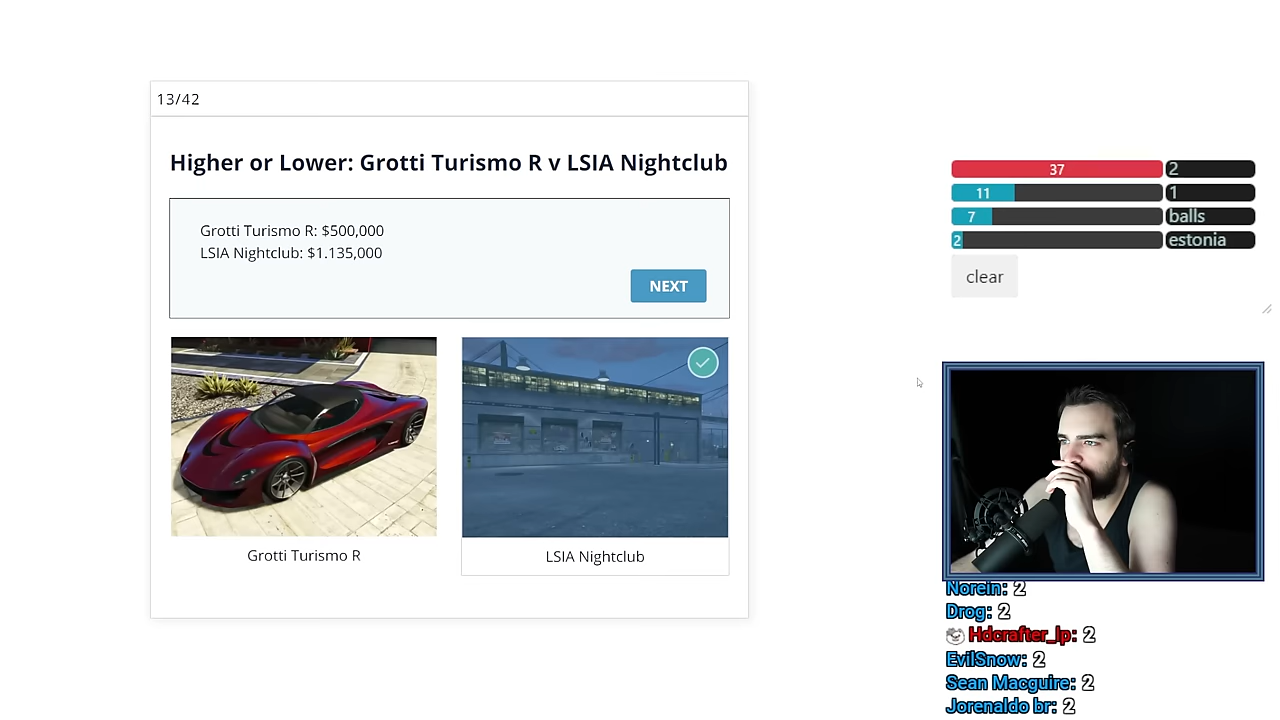 13/42
Higher or Lower: Grotti Turismo R v LSIA Nightclub
Grotti Turismo R: $500,000
LSIA Nightclub: $1.135,000
NEXT
Grotti Turismo R
LSIA Nightclub
37 2
11 1
7 balls
2 estonia
clear
Norein: 2
Drog: 2
Hdcrafter_lp: 2
EvilSnow: 2
Sean Macguire: 2
Jorenaldo br: 2